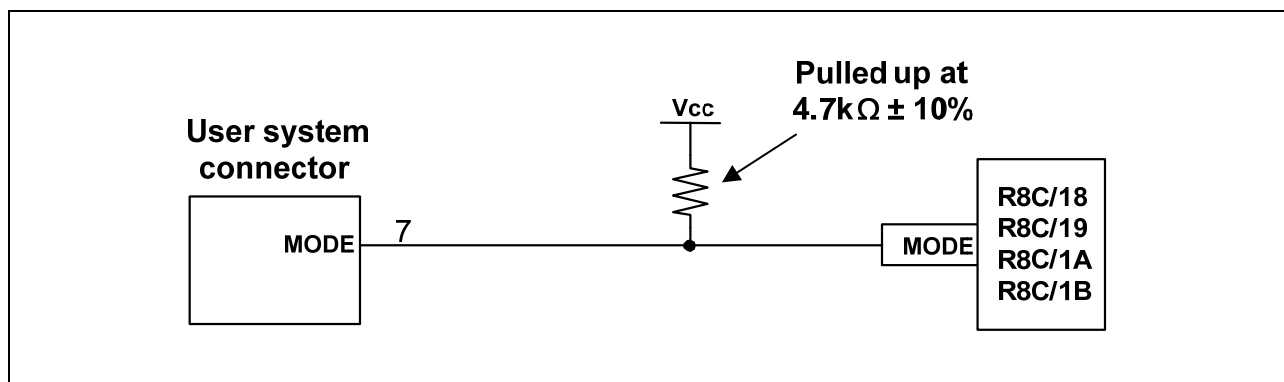 Pulled up at
4.7kΩ ± 10%
Vcc
User system
connector
MODE
7
MODE
R8C/18
R8C/19
R8C/1A
R8C/1B